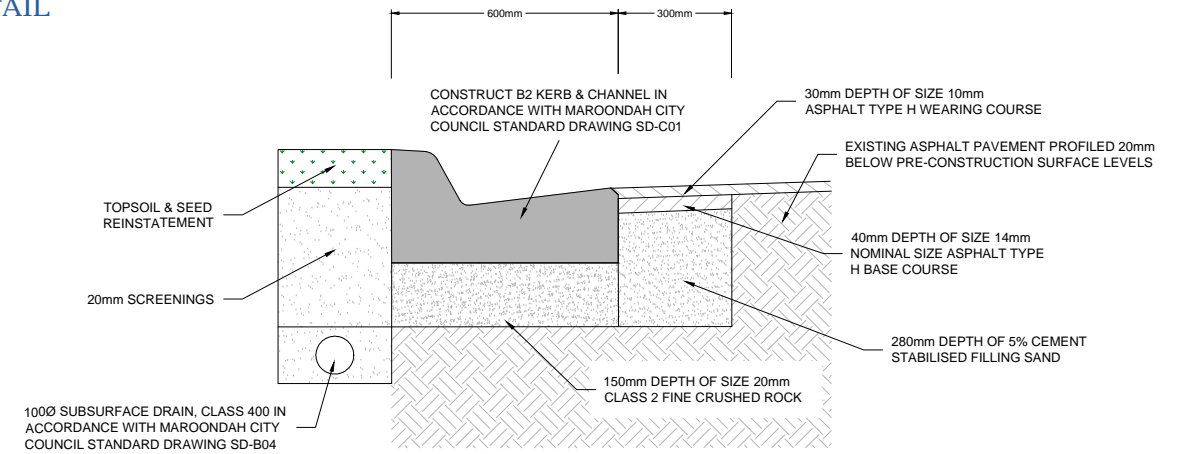 600mm
300mm
CONSTRUCT B2 KERB & CHANNEL IN
ACCORDANCE WITH MAROONDAH CITY
COUNCIL STANDARD DRAWING SD-C01
30mm DEPTH OF SIZE 10mm
ASPHALT TYPE H WEARING COURSE
EXISTING ASPHALT PAVEMENT PROFILED 20mm
BELOW PRE-CONSTRUCTION SURFACE LEVELS
TOPSOIL & SEED
REINSTATEMENT
40mm DEPTH OF SIZE 14mm
NOMINAL SIZE ASPHALT TYPE
H BASE COURSE
20mm SCREENINGS
280mm DEPTH OF 5% CEMENT
STABILISED FILLING SAND
150mm DEPTH OF SIZE 20mm
CLASS 2 FINE CRUSHED ROCK
100Ø SUBSURFACE DRAIN, CLASS 400 IN
ACCORDANCE WITH MAROONDAH CITY
COUNCIL STANDARD DRAWING SD-B04